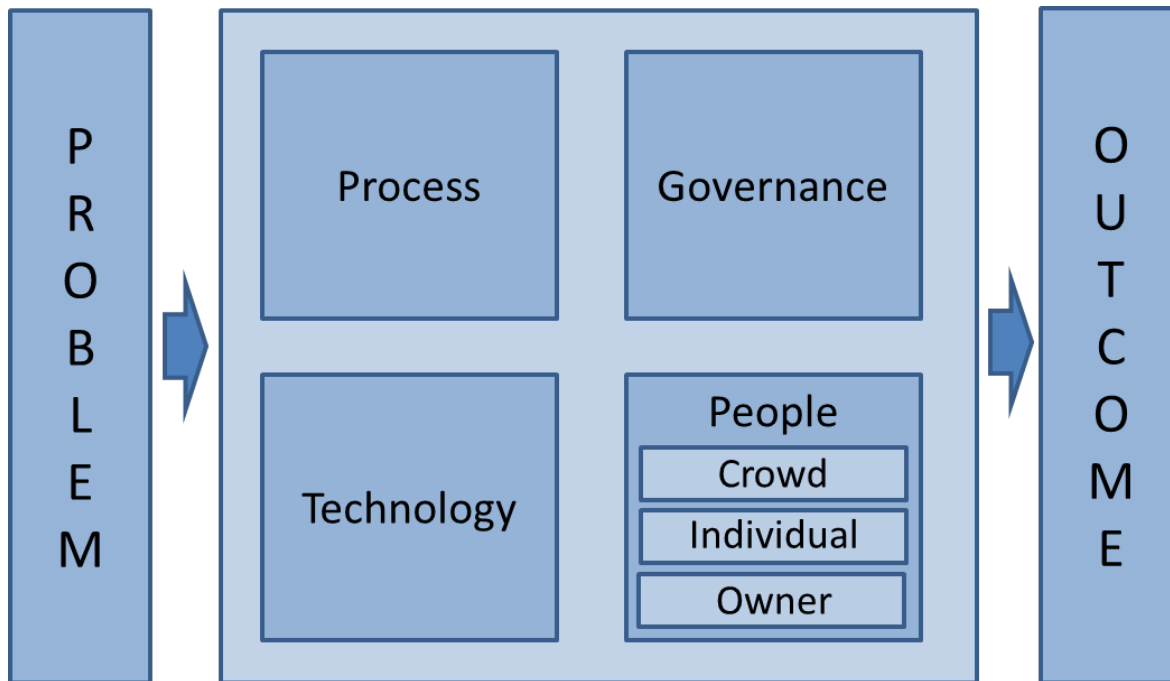 PROBLEM
Process
Governance
Technology
People
Crowd
Individual
Owner
OUTCOME